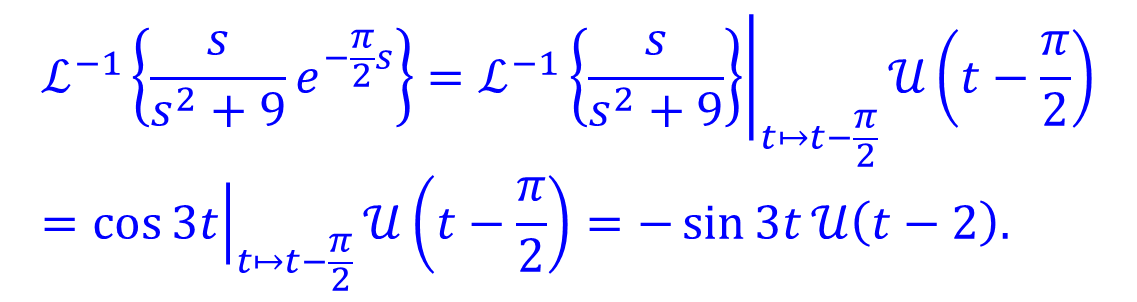 ℒ⁻¹{s/(s² + 9) e^(−(π/2)s)} = ℒ⁻¹{s/(s² + 9)}|_(t↦t−π/2) 𝒰(t − π/2)
= cos 3t|_(t↦t−π/2) 𝒰(t − π/2) = − sin 3t 𝒰(t − 2).